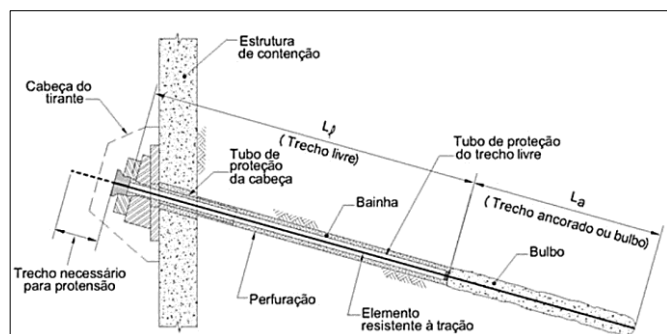 Estrutura
de contenção
Cabeça do
tirante
Lℓ
(Trecho livre)
Tubo de proteção
do trecho livre
La
(Trecho ancorado ou bulbo)
Tubo de
proteção
da cabeça
Bainha
Bulbo
Trecho necessário
para protensão
Perfuração
Elemento
resistente à tração